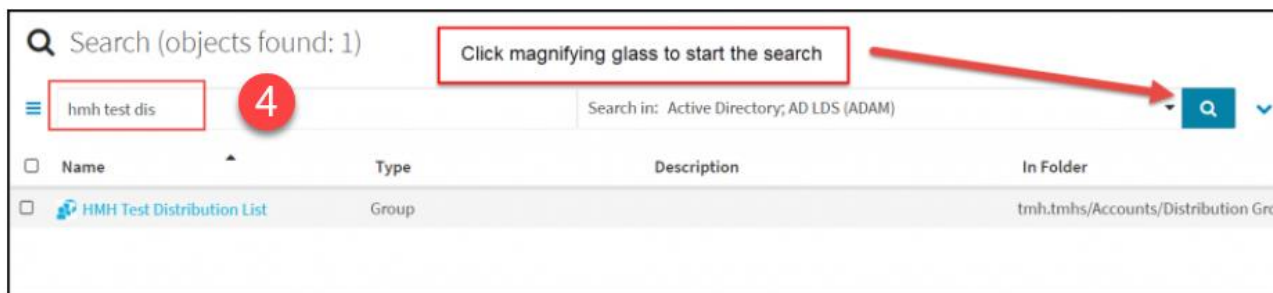 Search (objects found: 1)
Click magnifying glass to start the search
hmh test dis
4
Search in: Active Directory; AD LDS (ADAM)
Name Type Description In Folder
HMH Test Distribution List Group tmh.tmhs/Accounts/Distribution Gro